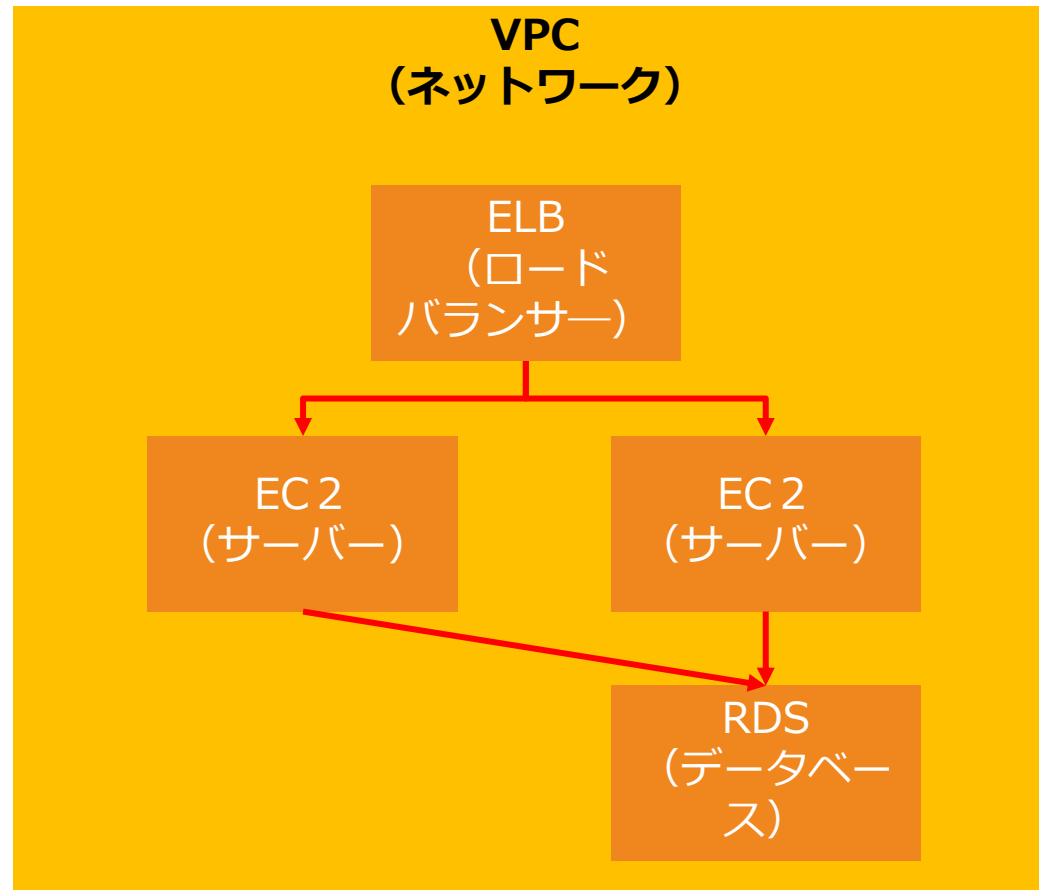 VPC
（ネットワーク）
ELB
（ロード
バランサ―）
EC２
（サーバー）
EC２
（サーバー）
RDS
（データベー
ス）